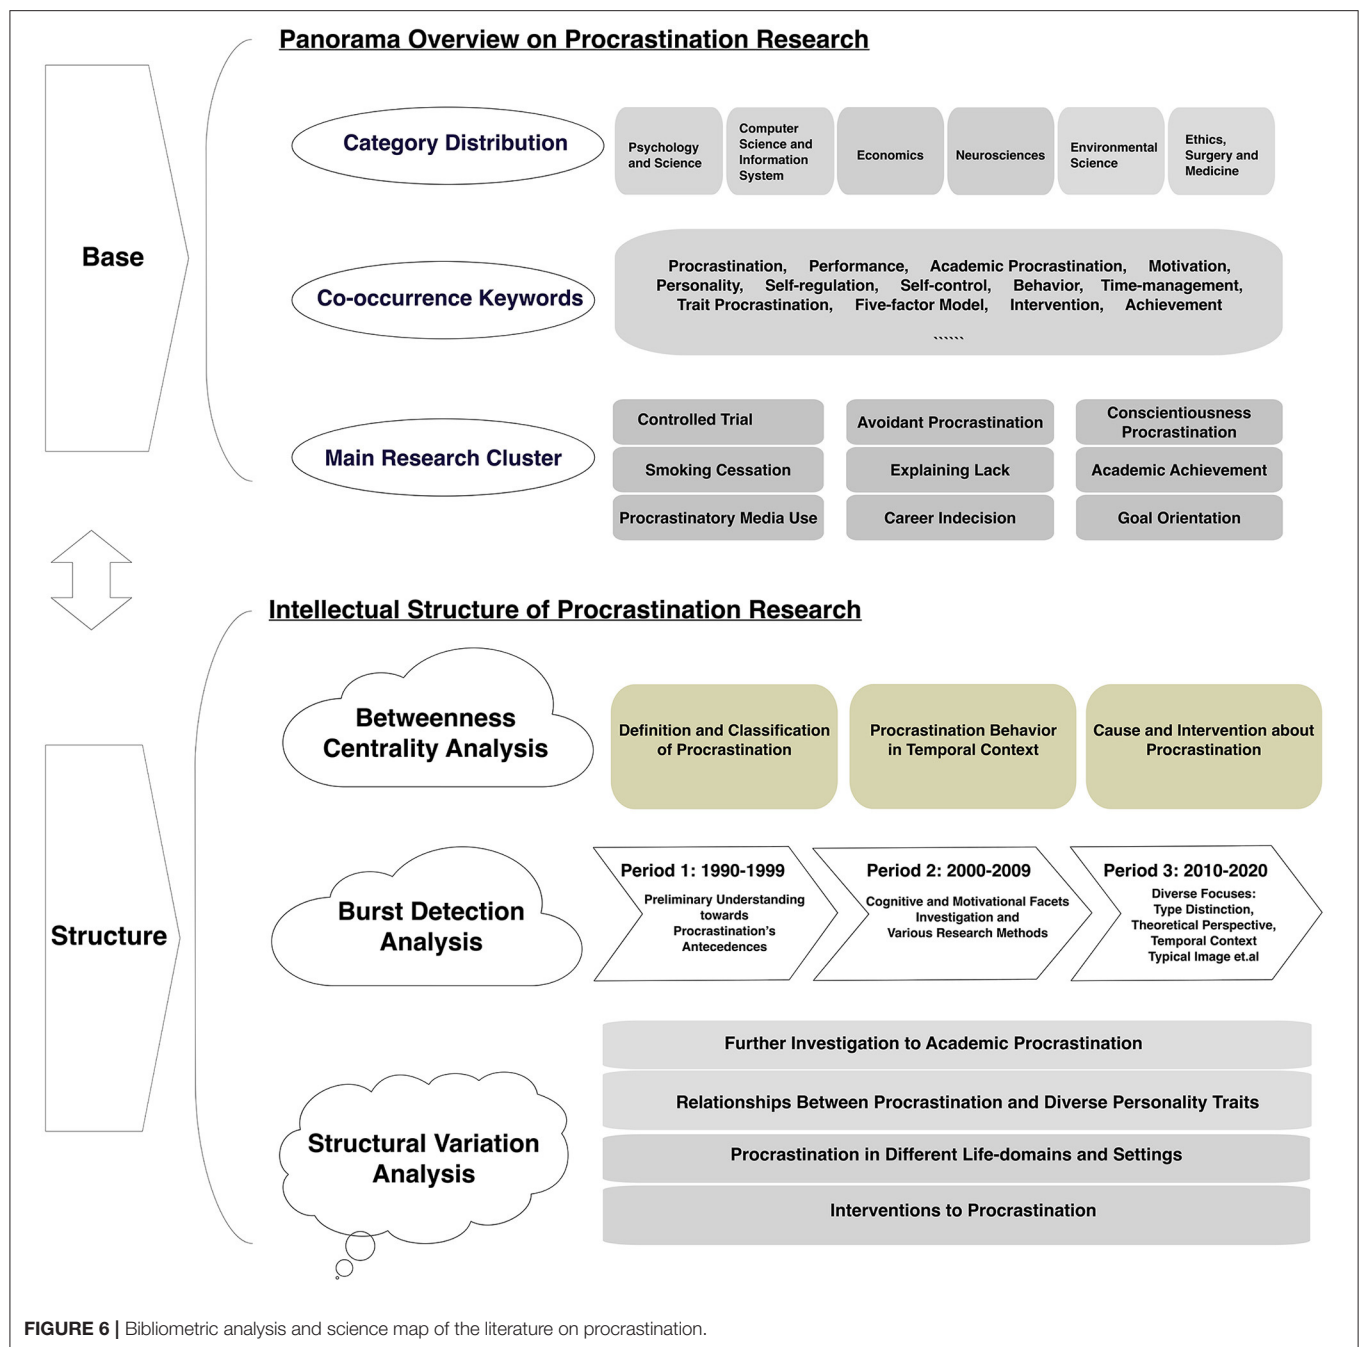 Panorama Overview on Procrastination Research
Base
Category Distribution
Psychology
and Science
Computer
Science and
Information
System
Economics
Neurosciences
Environmental
Science
Ethics,
Surgery and
Medicine
Co-occurrence Keywords
Procrastination, Performance, Academic Procrastination, Motivation,
Personality, Self-regulation, Self-control, Behavior, Time-management,
Trait Procrastination, Five-factor Model, Intervention, Achievement
``````
Main Research Cluster
Controlled Trial
Avoidant Procrastination
Conscientiousness
Procrastination
Smoking Cessation
Explaining Lack
Academic Achievement
Procrastinatory Media Use
Career Indecision
Goal Orientation
Intellectual Structure of Procrastination Research
Structure
Betweenness
Centrality Analysis
Definition and Classification
of Procrastination
Procrastination Behavior
in Temporal Context
Cause and Intervention about
Procrastination
Burst Detection
Analysis
Period 1: 1990-1999
Preliminary Understanding
towards
Procrastination's
Antecedences
Period 2: 2000-2009
Cognitive and Motivational Facets
Investigation and
Various Research Methods
Period 3: 2010-2020
Diverse Focuses:
Type Distinction,
Theoretical Perspective,
Temporal Context
Typical Image et.al
Structural Variation
Analysis
Further Investigation to Academic Procrastination
Relationships Between Procrastination and Diverse Personality Traits
Procrastination in Different Life-domains and Settings
Interventions to Procrastination
FIGURE 6 | Bibliometric analysis and science map of the literature on procrastination.